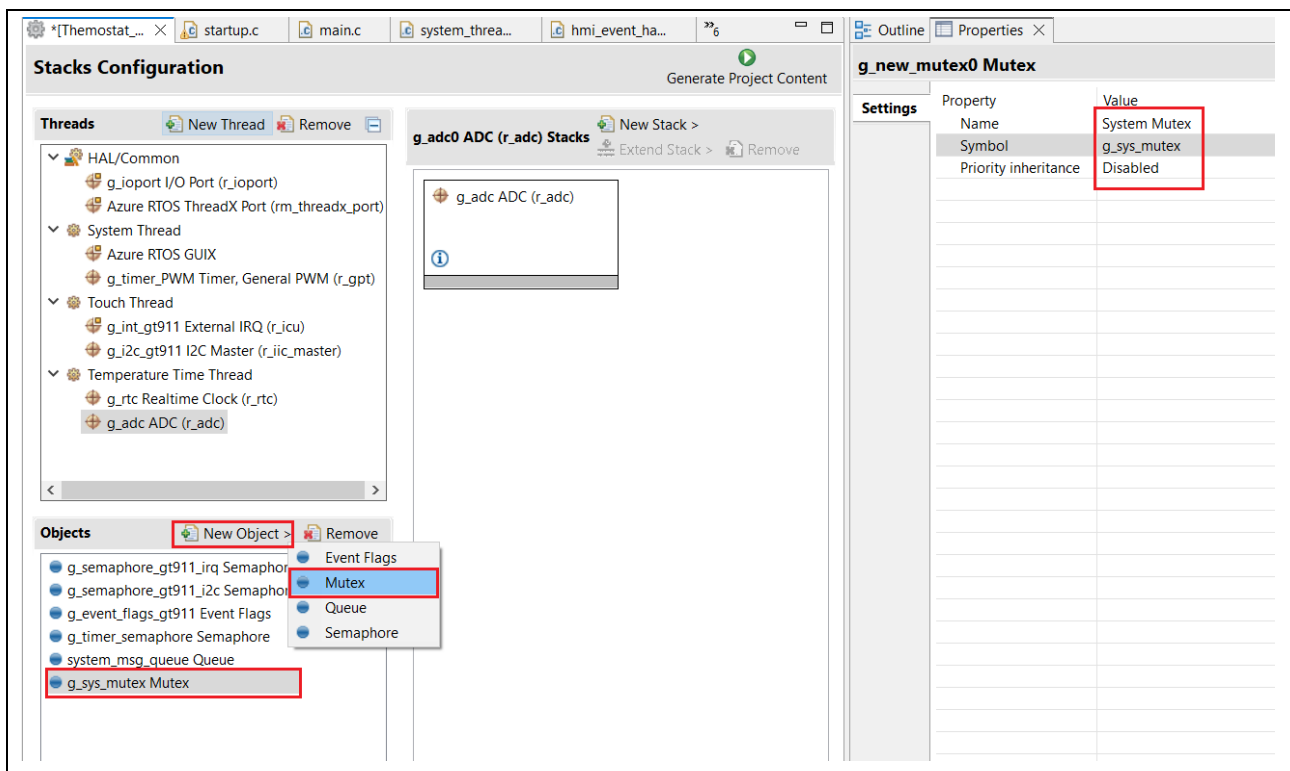 *[Themostat_...
startup.c
main.c
system_threa...
hmi_event_ha...
»6
Stacks Configuration
Generate Project Content
Threads
New Thread
Remove
HAL/Common
g_ioport I/O Port (r_ioport)
Azure RTOS ThreadX Port (rm_threadx_port)
System Thread
Azure RTOS GUIX
g_timer_PWM Timer, General PWM (r_gpt)
Touch Thread
g_int_gt911 External IRQ (r_icu)
g_i2c_gt911 I2C Master (r_iic_master)
Temperature Time Thread
g_rtc Realtime Clock (r_rtc)
g_adc ADC (r_adc)
g_adc0 ADC (r_adc) Stacks
New Stack >
Extend Stack >
Remove
g_adc ADC (r_adc)
Objects
New Object >
Remove
g_semaphore_gt911_irq Semaphor
g_semaphore_gt911_i2c Semaphor
g_event_flags_gt911 Event Flags
g_timer_semaphore Semaphore
system_msg_queue Queue
g_sys_mutex Mutex
Event Flags
Mutex
Queue
Semaphore
Outline
Properties
g_new_mutex0 Mutex
Settings
Property Value
Name System Mutex
Symbol g_sys_mutex
Priority inheritance Disabled